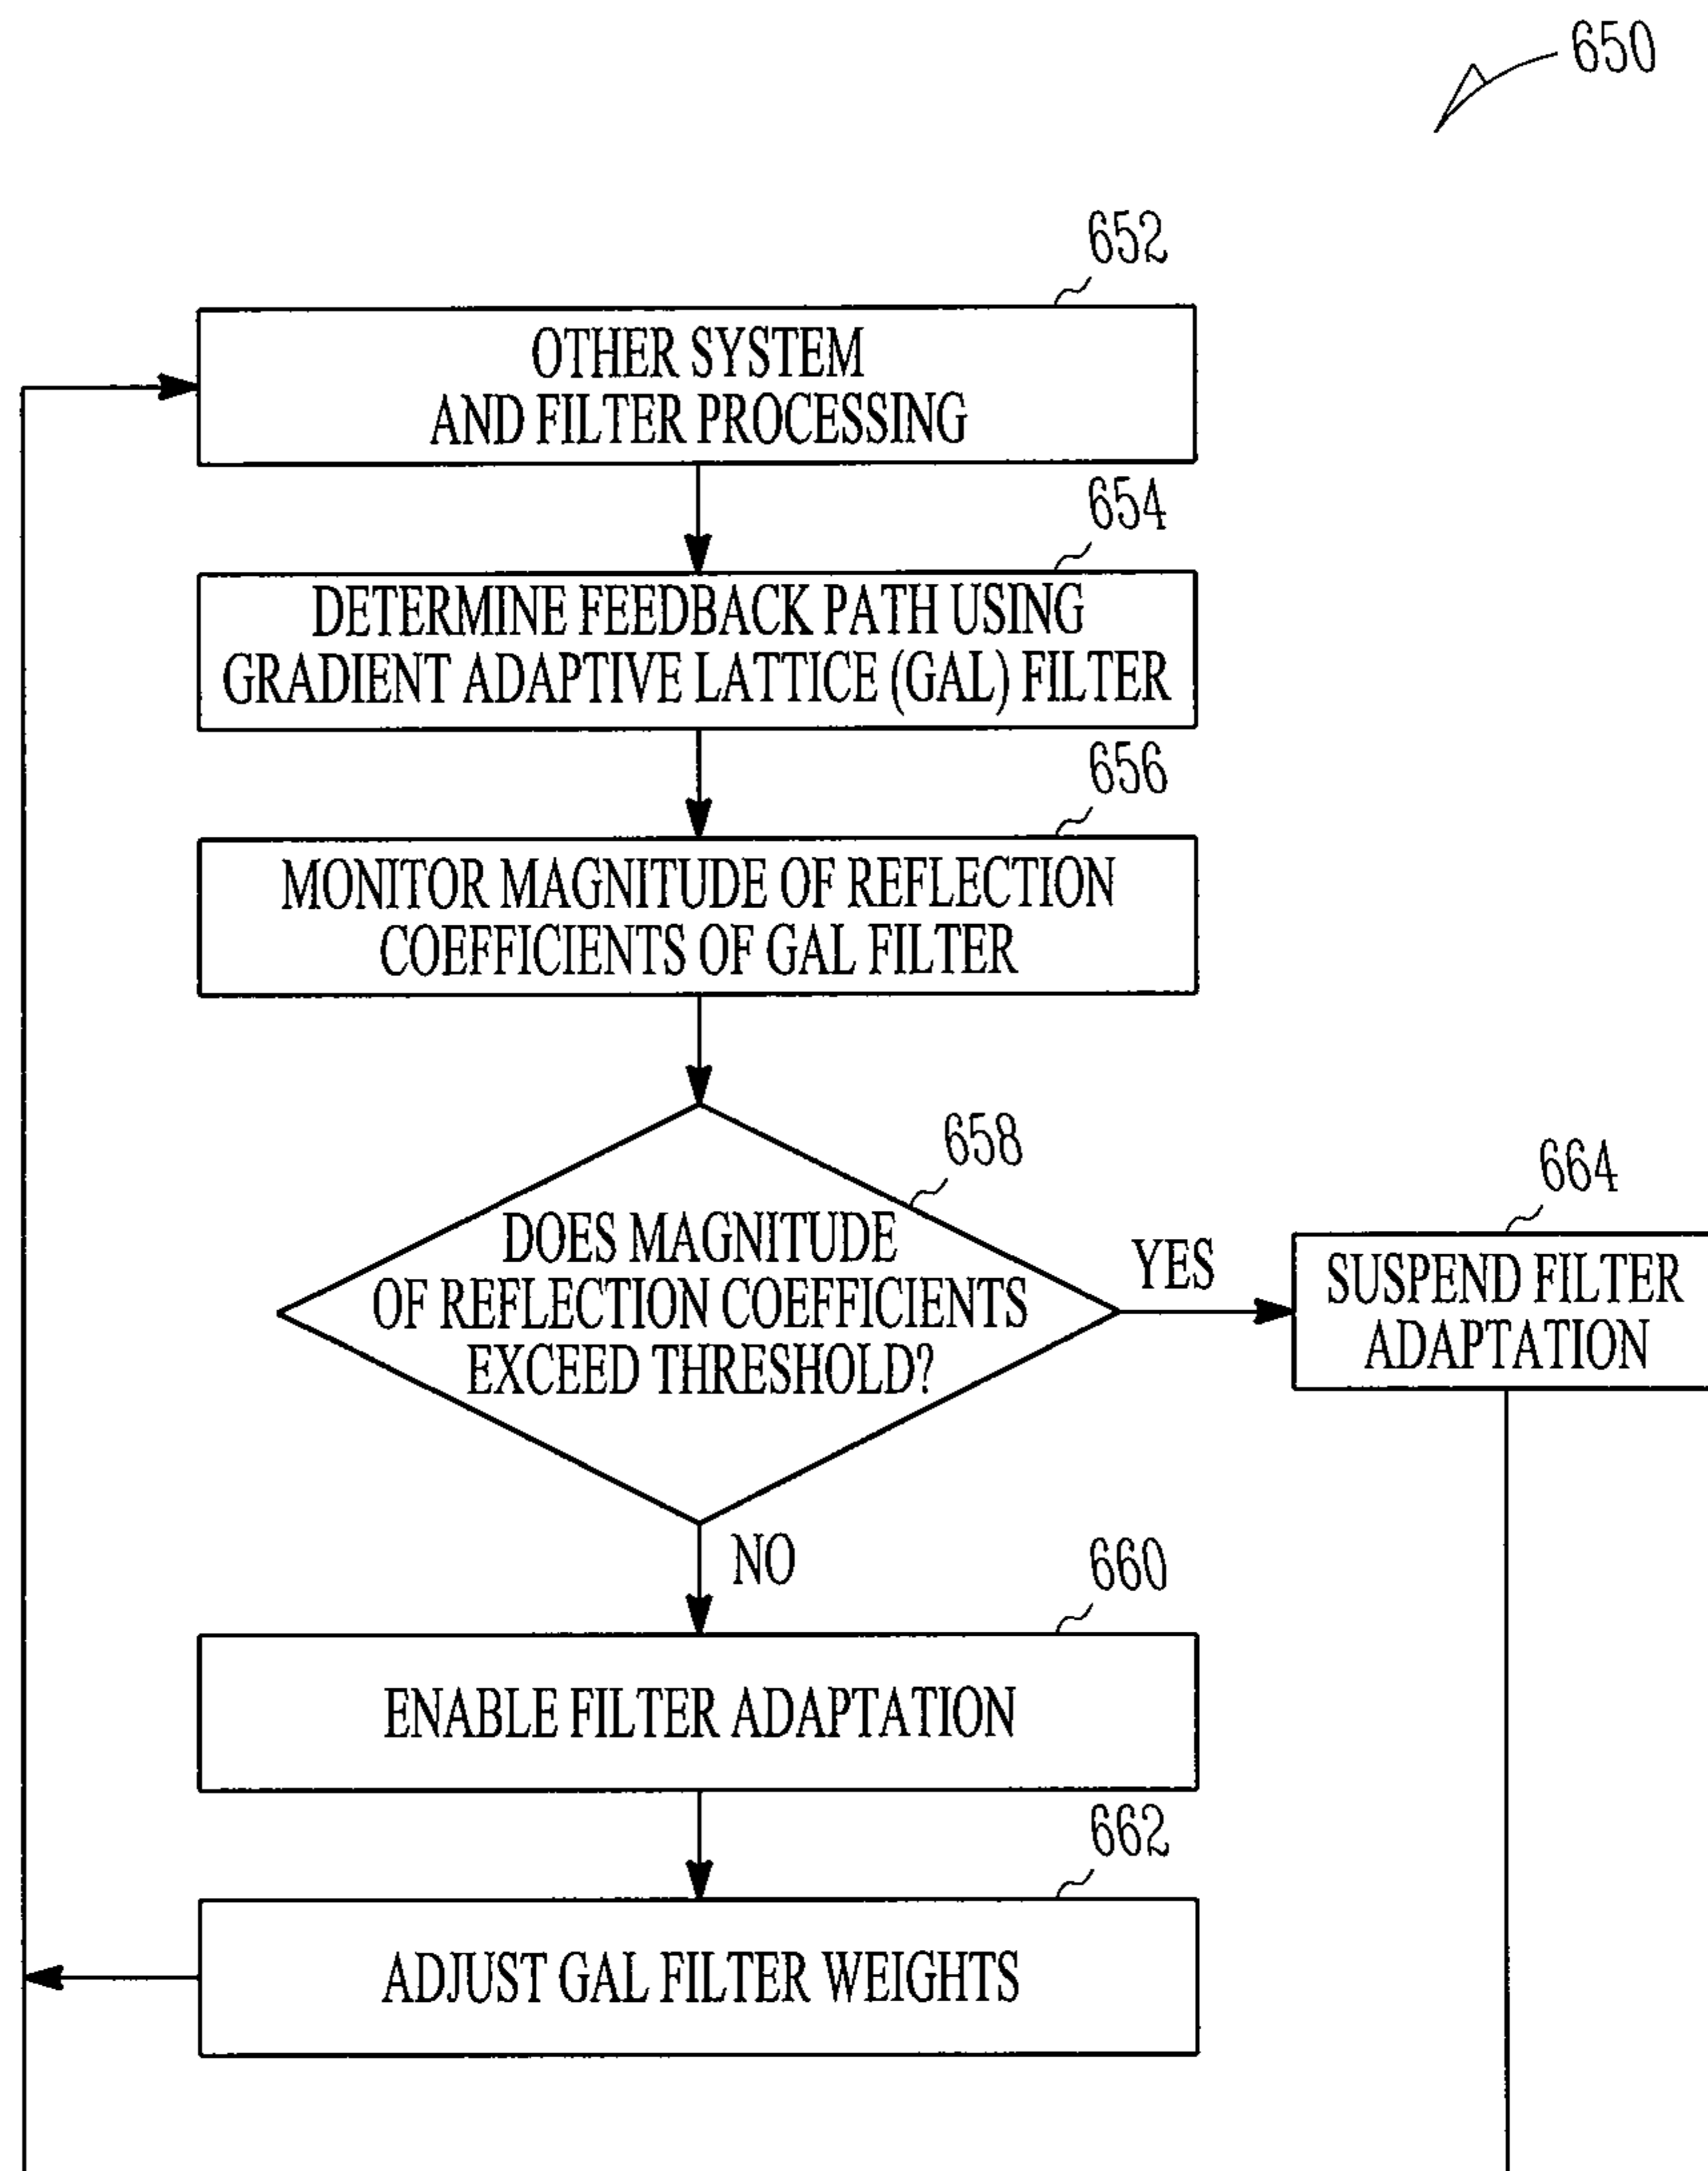 650
652
OTHER SYSTEM
AND FILTER PROCESSING
654
DETERMINE FEEDBACK PATH USING
GRADIENT ADAPTIVE LATTICE (GAL) FILTER
656
MONITOR MAGNITUDE OF REFLECTION
COEFFICIENTS OF GAL FILTER
658
DOES MAGNITUDE
OF REFLECTION COEFFICIENTS
EXCEED THRESHOLD?
YES
664
SUSPEND FILTER
ADAPTATION
NO
660
ENABLE FILTER ADAPTATION
662
ADJUST GAL FILTER WEIGHTS